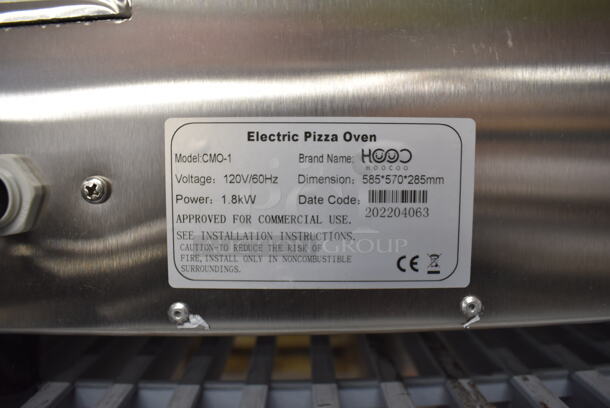 Electric Pizza Oven
Model:CMO-1 Brand Name: HOCO HOOCOO
Voltage: 120V/60Hz Dimension: 585*570*285mm
Power: 1.8kW Date Code:
202204063
APPROVED FOR COMMERCIAL USE.
SEE INSTALLATION INSTRUCTIONS.
CAUTION-TO REDUCE THE RISK OF
FIRE, INSTALL ONLY IN NONCOMBUSTIBLE
SURROUNDINGS.
CE
GROUP